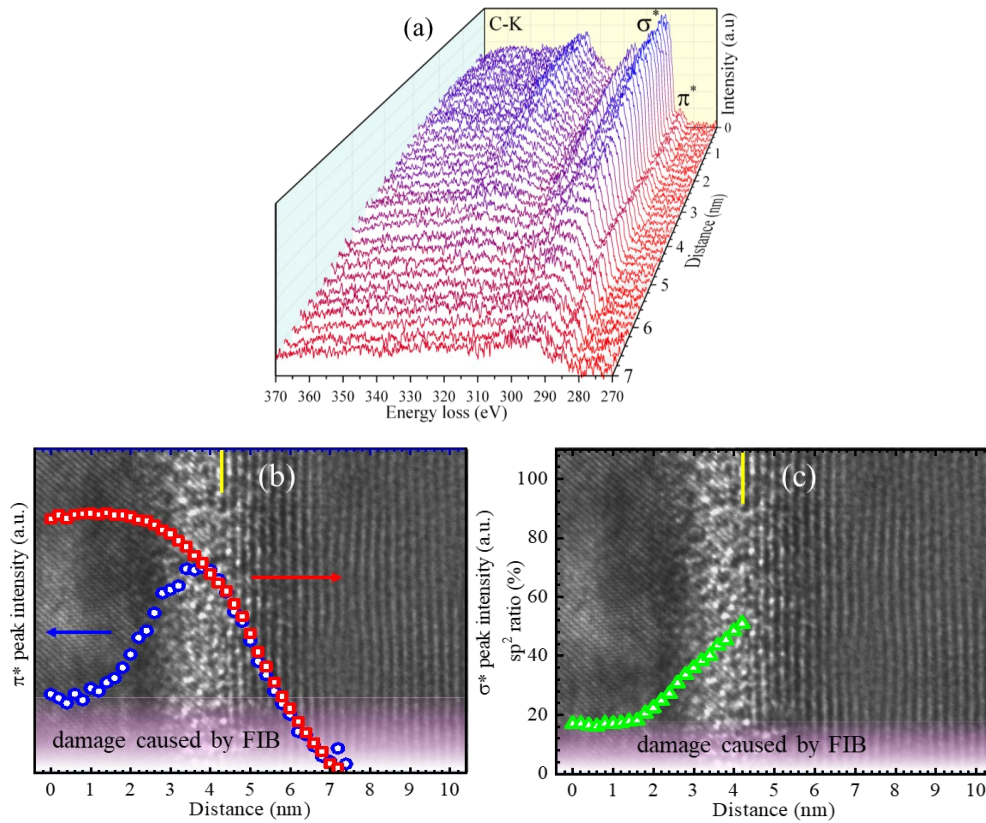 (a)
C-K
σ*
π*
Intensity (a.u)
0
1
2
3
4
5
6
7
Distance (nm)
370 360 350 340 330 320 310 300 290 280 270
Energy loss (eV)
(b)
π* peak intensity (a.u.)
σ* peak intensity (a.u.)
damage caused by FIB
0 1 2 3 4 5 6 7 8 9 10
Distance (nm)
(c)
sp² ratio (%)
100
80
60
40
20
0
damage caused by FIB
0 1 2 3 4 5 6 7 8 9 10
Distance (nm)